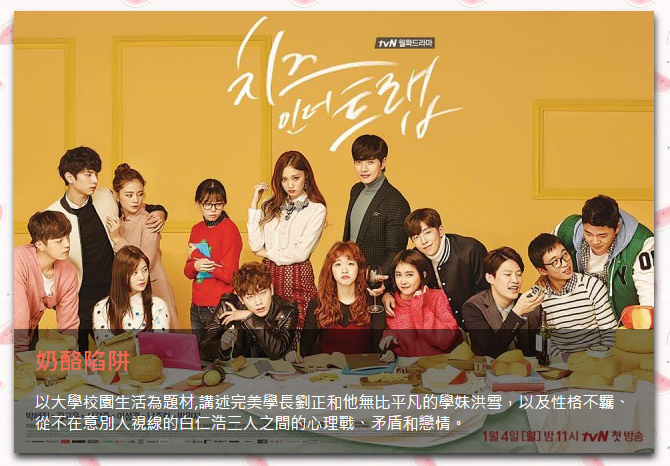 tvN 월화드라마
치즈
인더
트랩
奶酪陷阱
以大學校園生活為題材,講述完美學長劉正和他無比平凡的學妹洪雪，以及性格不羈、
從不在意別人視線的白仁浩三人之間的心理戰、矛盾和戀情。
1월 4일 [월] 밤 11시 tvN 첫 방송